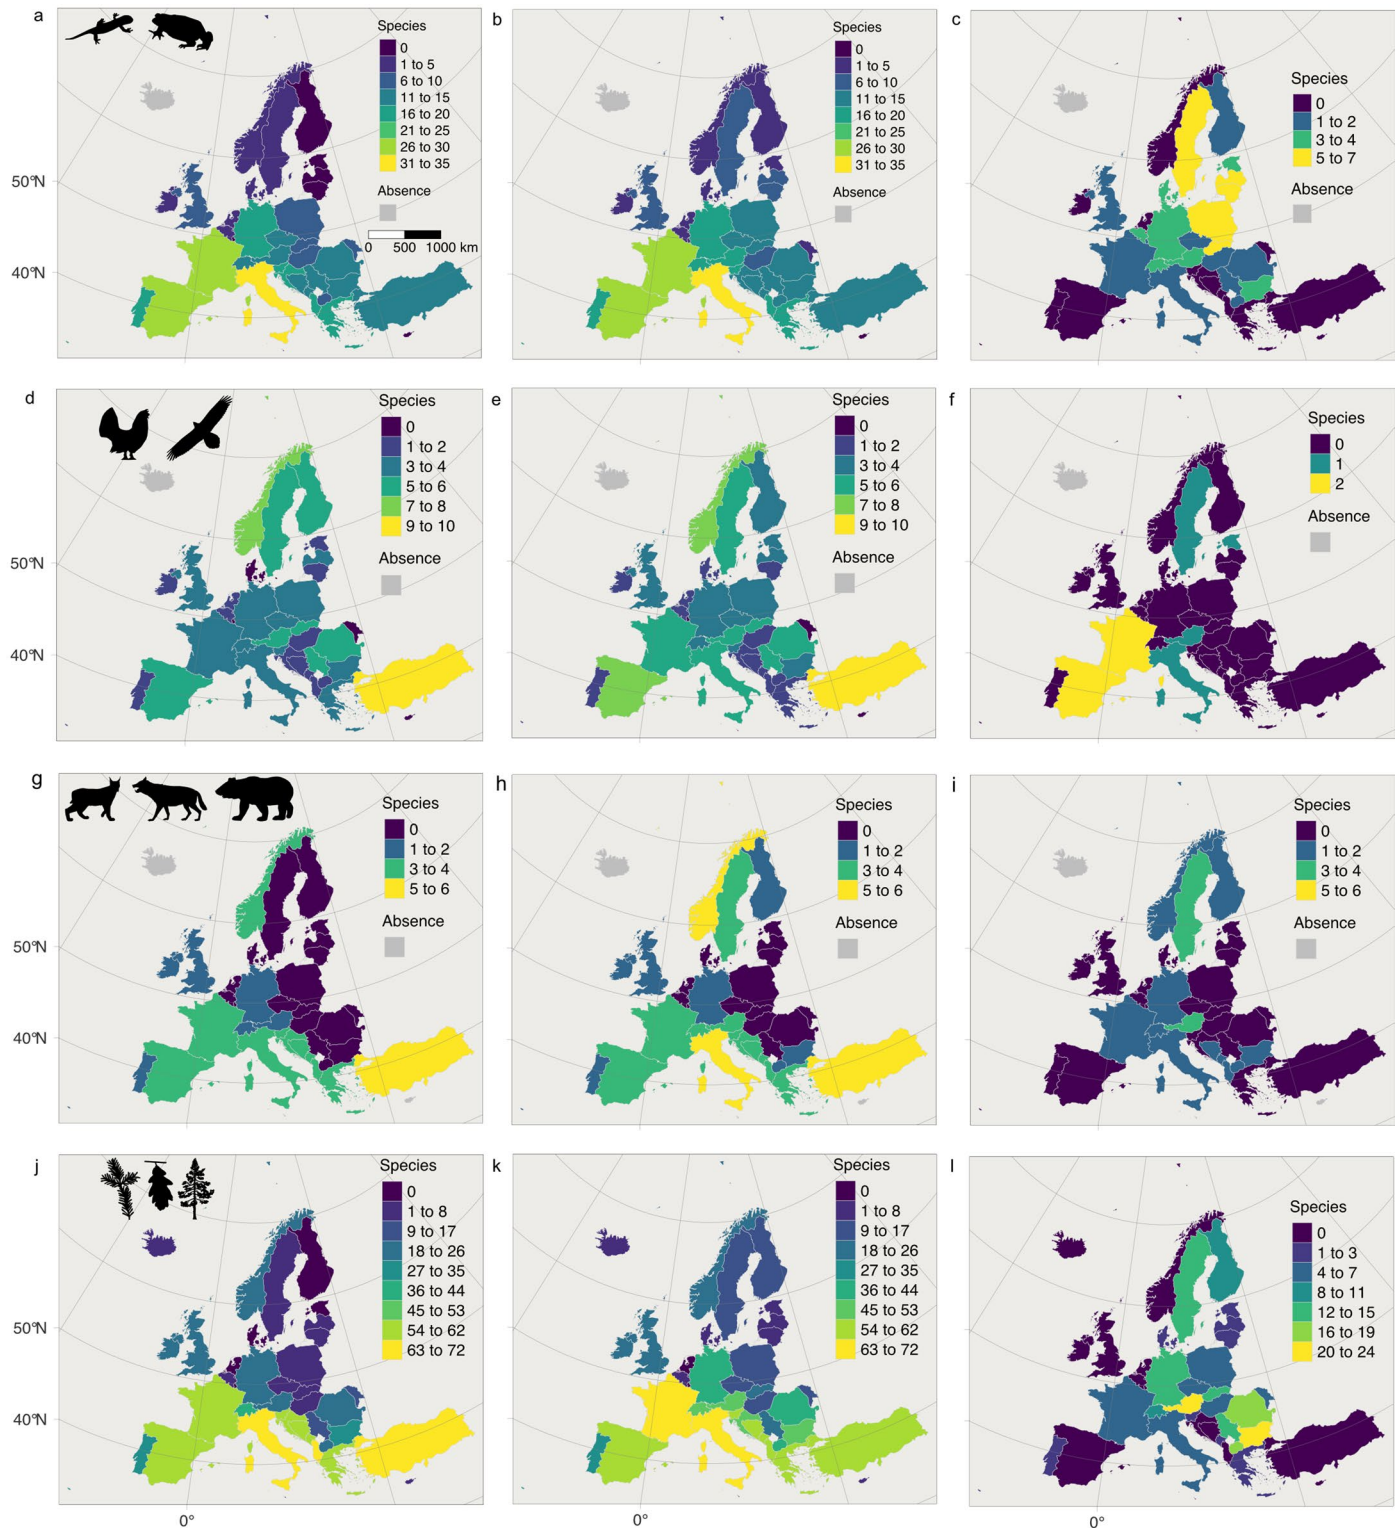 a
Species
0
1 to 5
6 to 10
11 to 15
16 to 20
21 to 25
26 to 30
31 to 35
Absence
0 500 1000 km
50°N
40°N
b
Species
0
1 to 5
6 to 10
11 to 15
16 to 20
21 to 25
26 to 30
31 to 35
Absence
c
Species
0
1 to 2
3 to 4
5 to 7
Absence
d
Species
0
1 to 2
3 to 4
5 to 6
7 to 8
9 to 10
Absence
50°N
40°N
e
Species
0
1 to 2
3 to 4
5 to 6
7 to 8
9 to 10
Absence
f
Species
0
1
2
Absence
g
Species
0
1 to 2
3 to 4
5 to 6
Absence
50°N
40°N
h
Species
0
1 to 2
3 to 4
5 to 6
Absence
i
Species
0
1 to 2
3 to 4
5 to 6
Absence
j
Species
0
1 to 8
9 to 17
18 to 26
27 to 35
36 to 44
45 to 53
54 to 62
63 to 72
50°N
40°N
0°
k
Species
0
1 to 8
9 to 17
18 to 26
27 to 35
36 to 44
45 to 53
54 to 62
63 to 72
0°
l
Species
0
1 to 3
4 to 7
8 to 11
12 to 15
16 to 19
20 to 24
0°